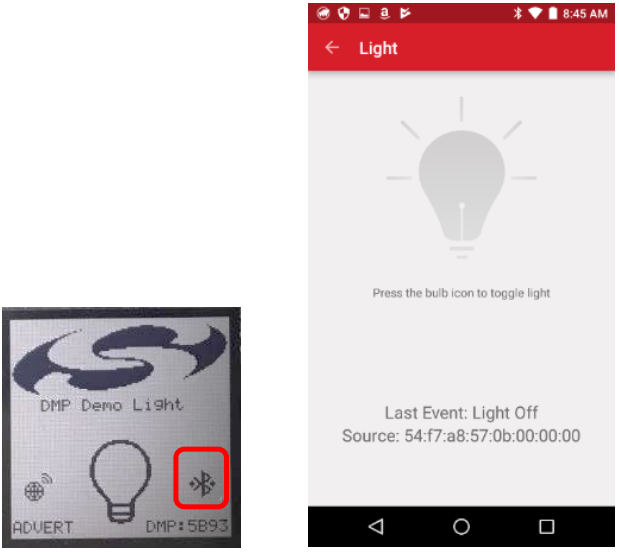 8:45 AM
Light
Press the bulb icon to toggle light
Last Event: Light Off
Source: 54:f7:a8:57:0b:00:00:00
DMP Demo Light
ADVERT
DMP:5B93